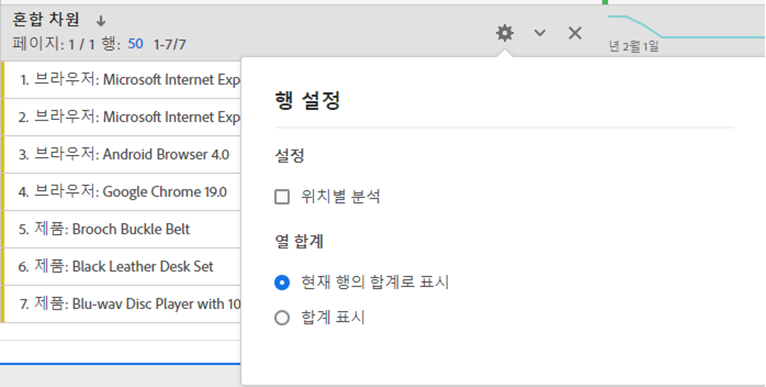 혼합 차원 ↓
페이지: 1 / 1 행: 50 1-7/7
년 2월 1일
1. 브라우저: Microsoft Internet Exp
2. 브라우저: Microsoft Internet Exp
3. 브라우저: Android Browser 4.0
4. 브라우저: Google Chrome 19.0
5. 제품: Brooch Buckle Belt
6. 제품: Black Leather Desk Set
7. 제품: Blu-wav Disc Player with 10
행 설정
설정
위치별 분석
열 합계
현재 행의 합계로 표시
합계 표시